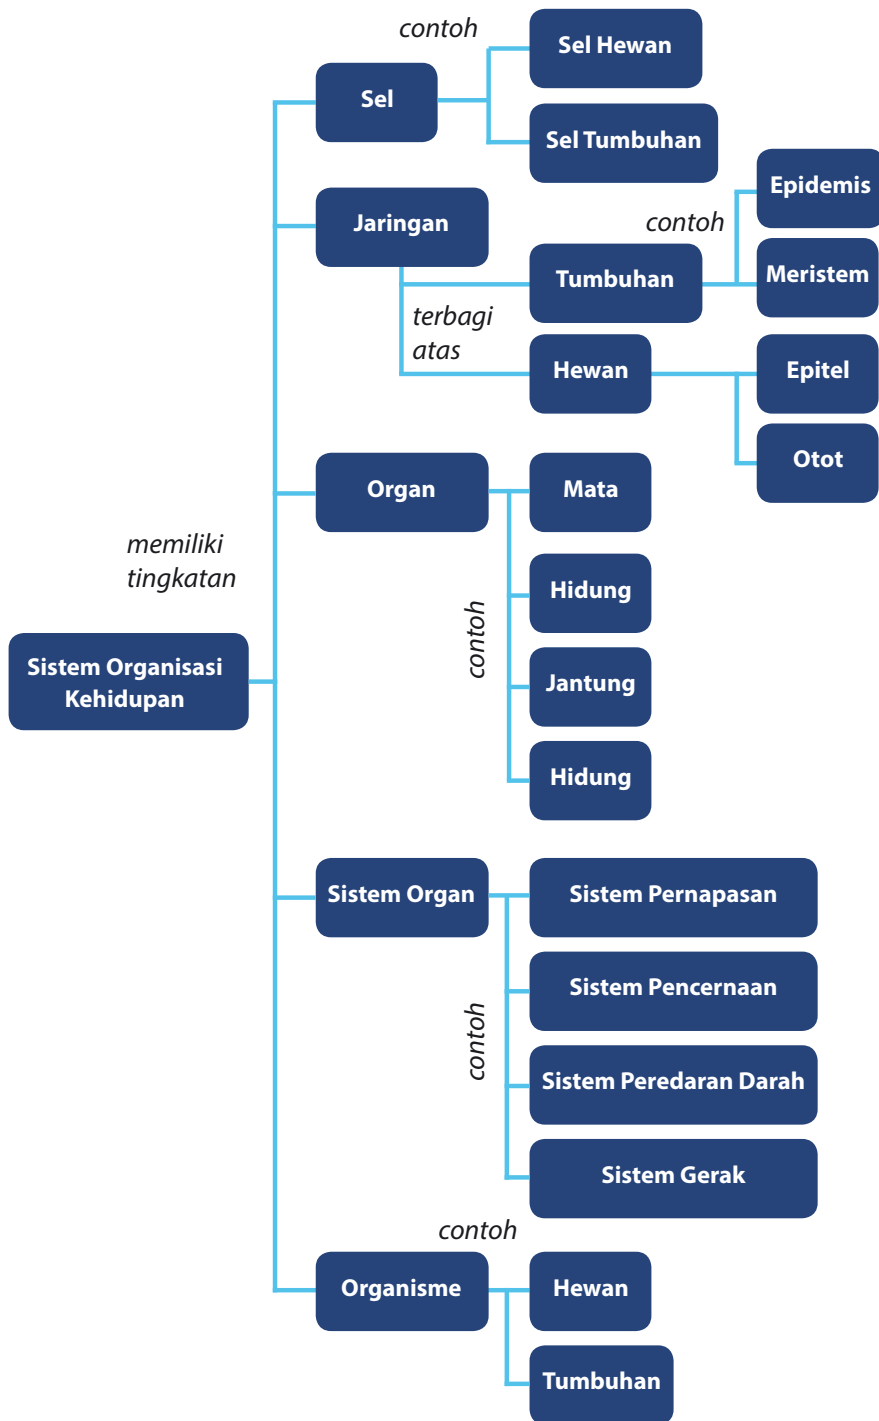 contoh
Sel Hewan
Sel
Sel Tumbuhan
Epidemis
Jaringan
contoh
Tumbuhan
Meristem
terbagi
atas
Hewan
Epitel
Otot
Organ
Mata
memiliki
tingkatan
Hidung
contoh
Sistem Organisasi
Kehidupan
Jantung
Hidung
Sistem Organ
Sistem Pernapasan
Sistem Pencernaan
contoh
Sistem Peredaran Darah
Sistem Gerak
contoh
Organisme
Hewan
Tumbuhan